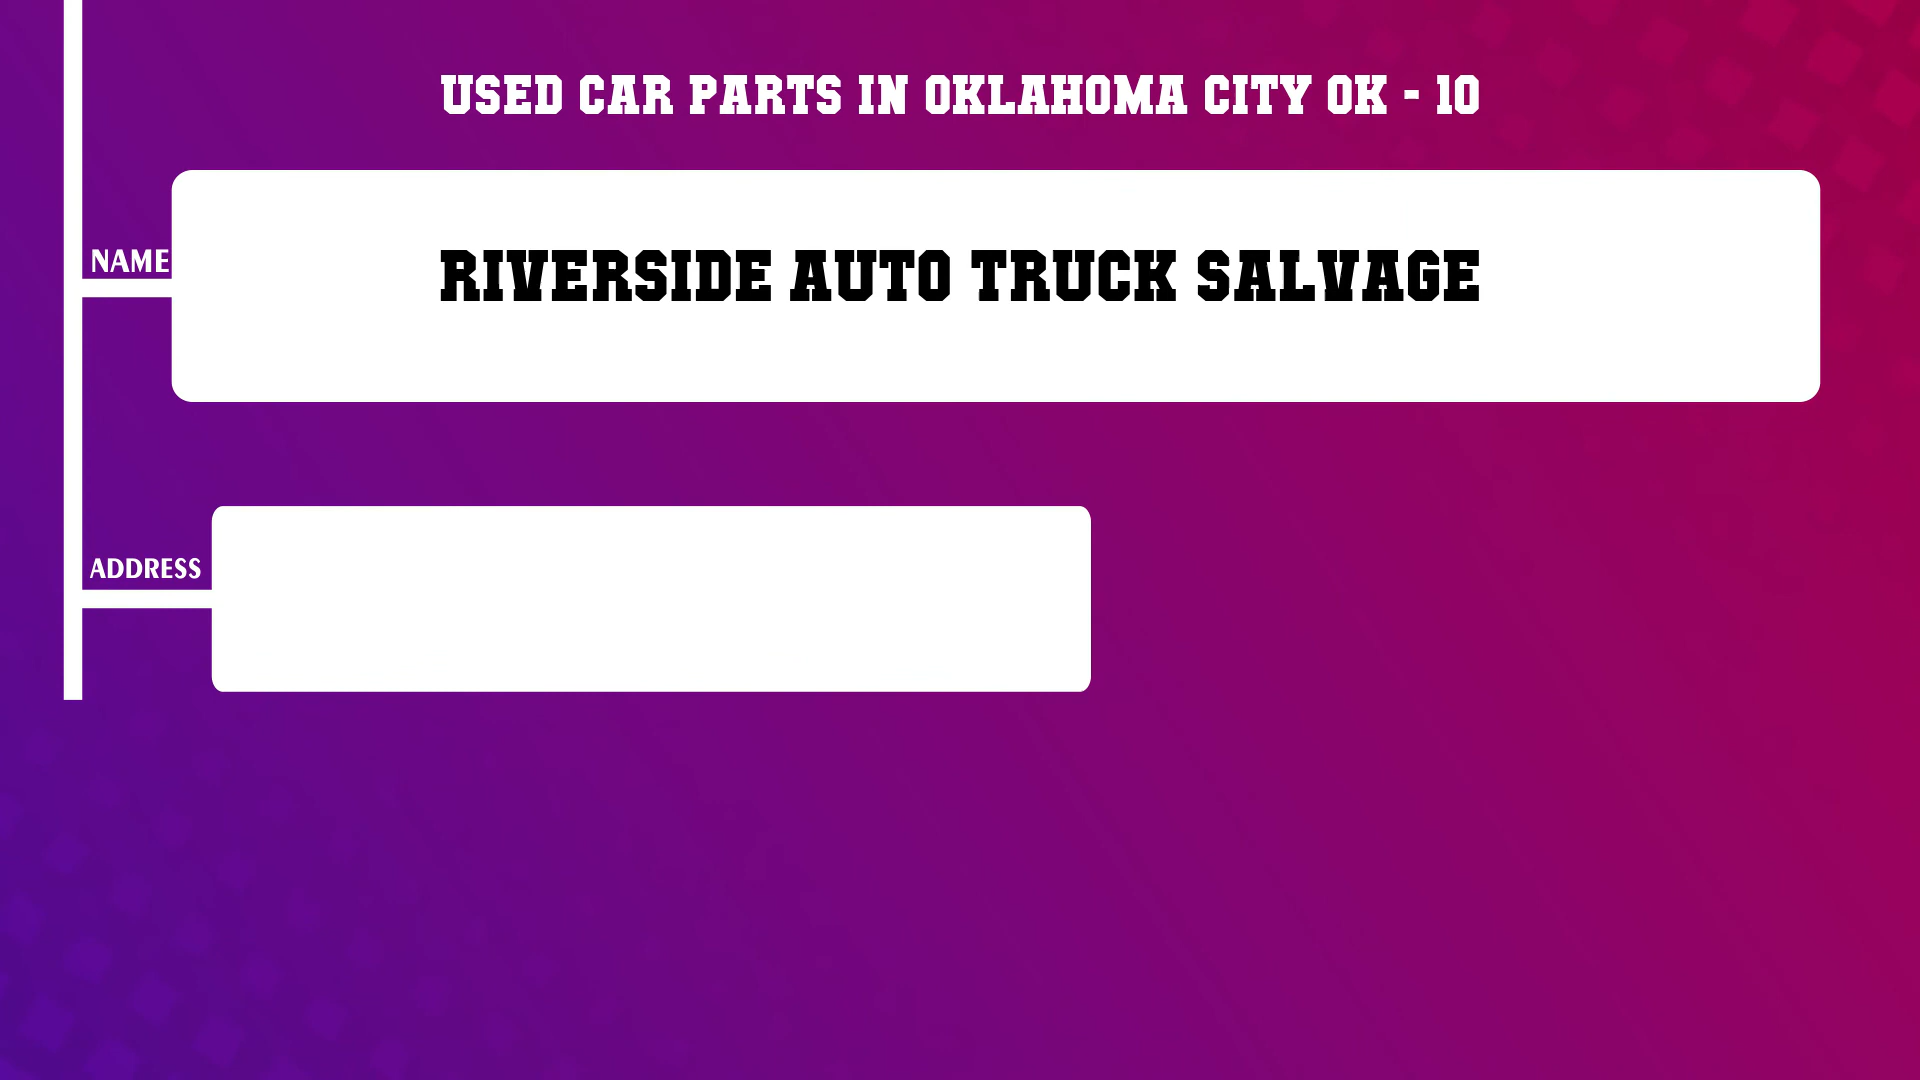 USED CAR PARTS IN OKLAHOMA CITY OK - 10
NAME
RIVERSIDE AUTO TRUCK SALVAGE
ADDRESS